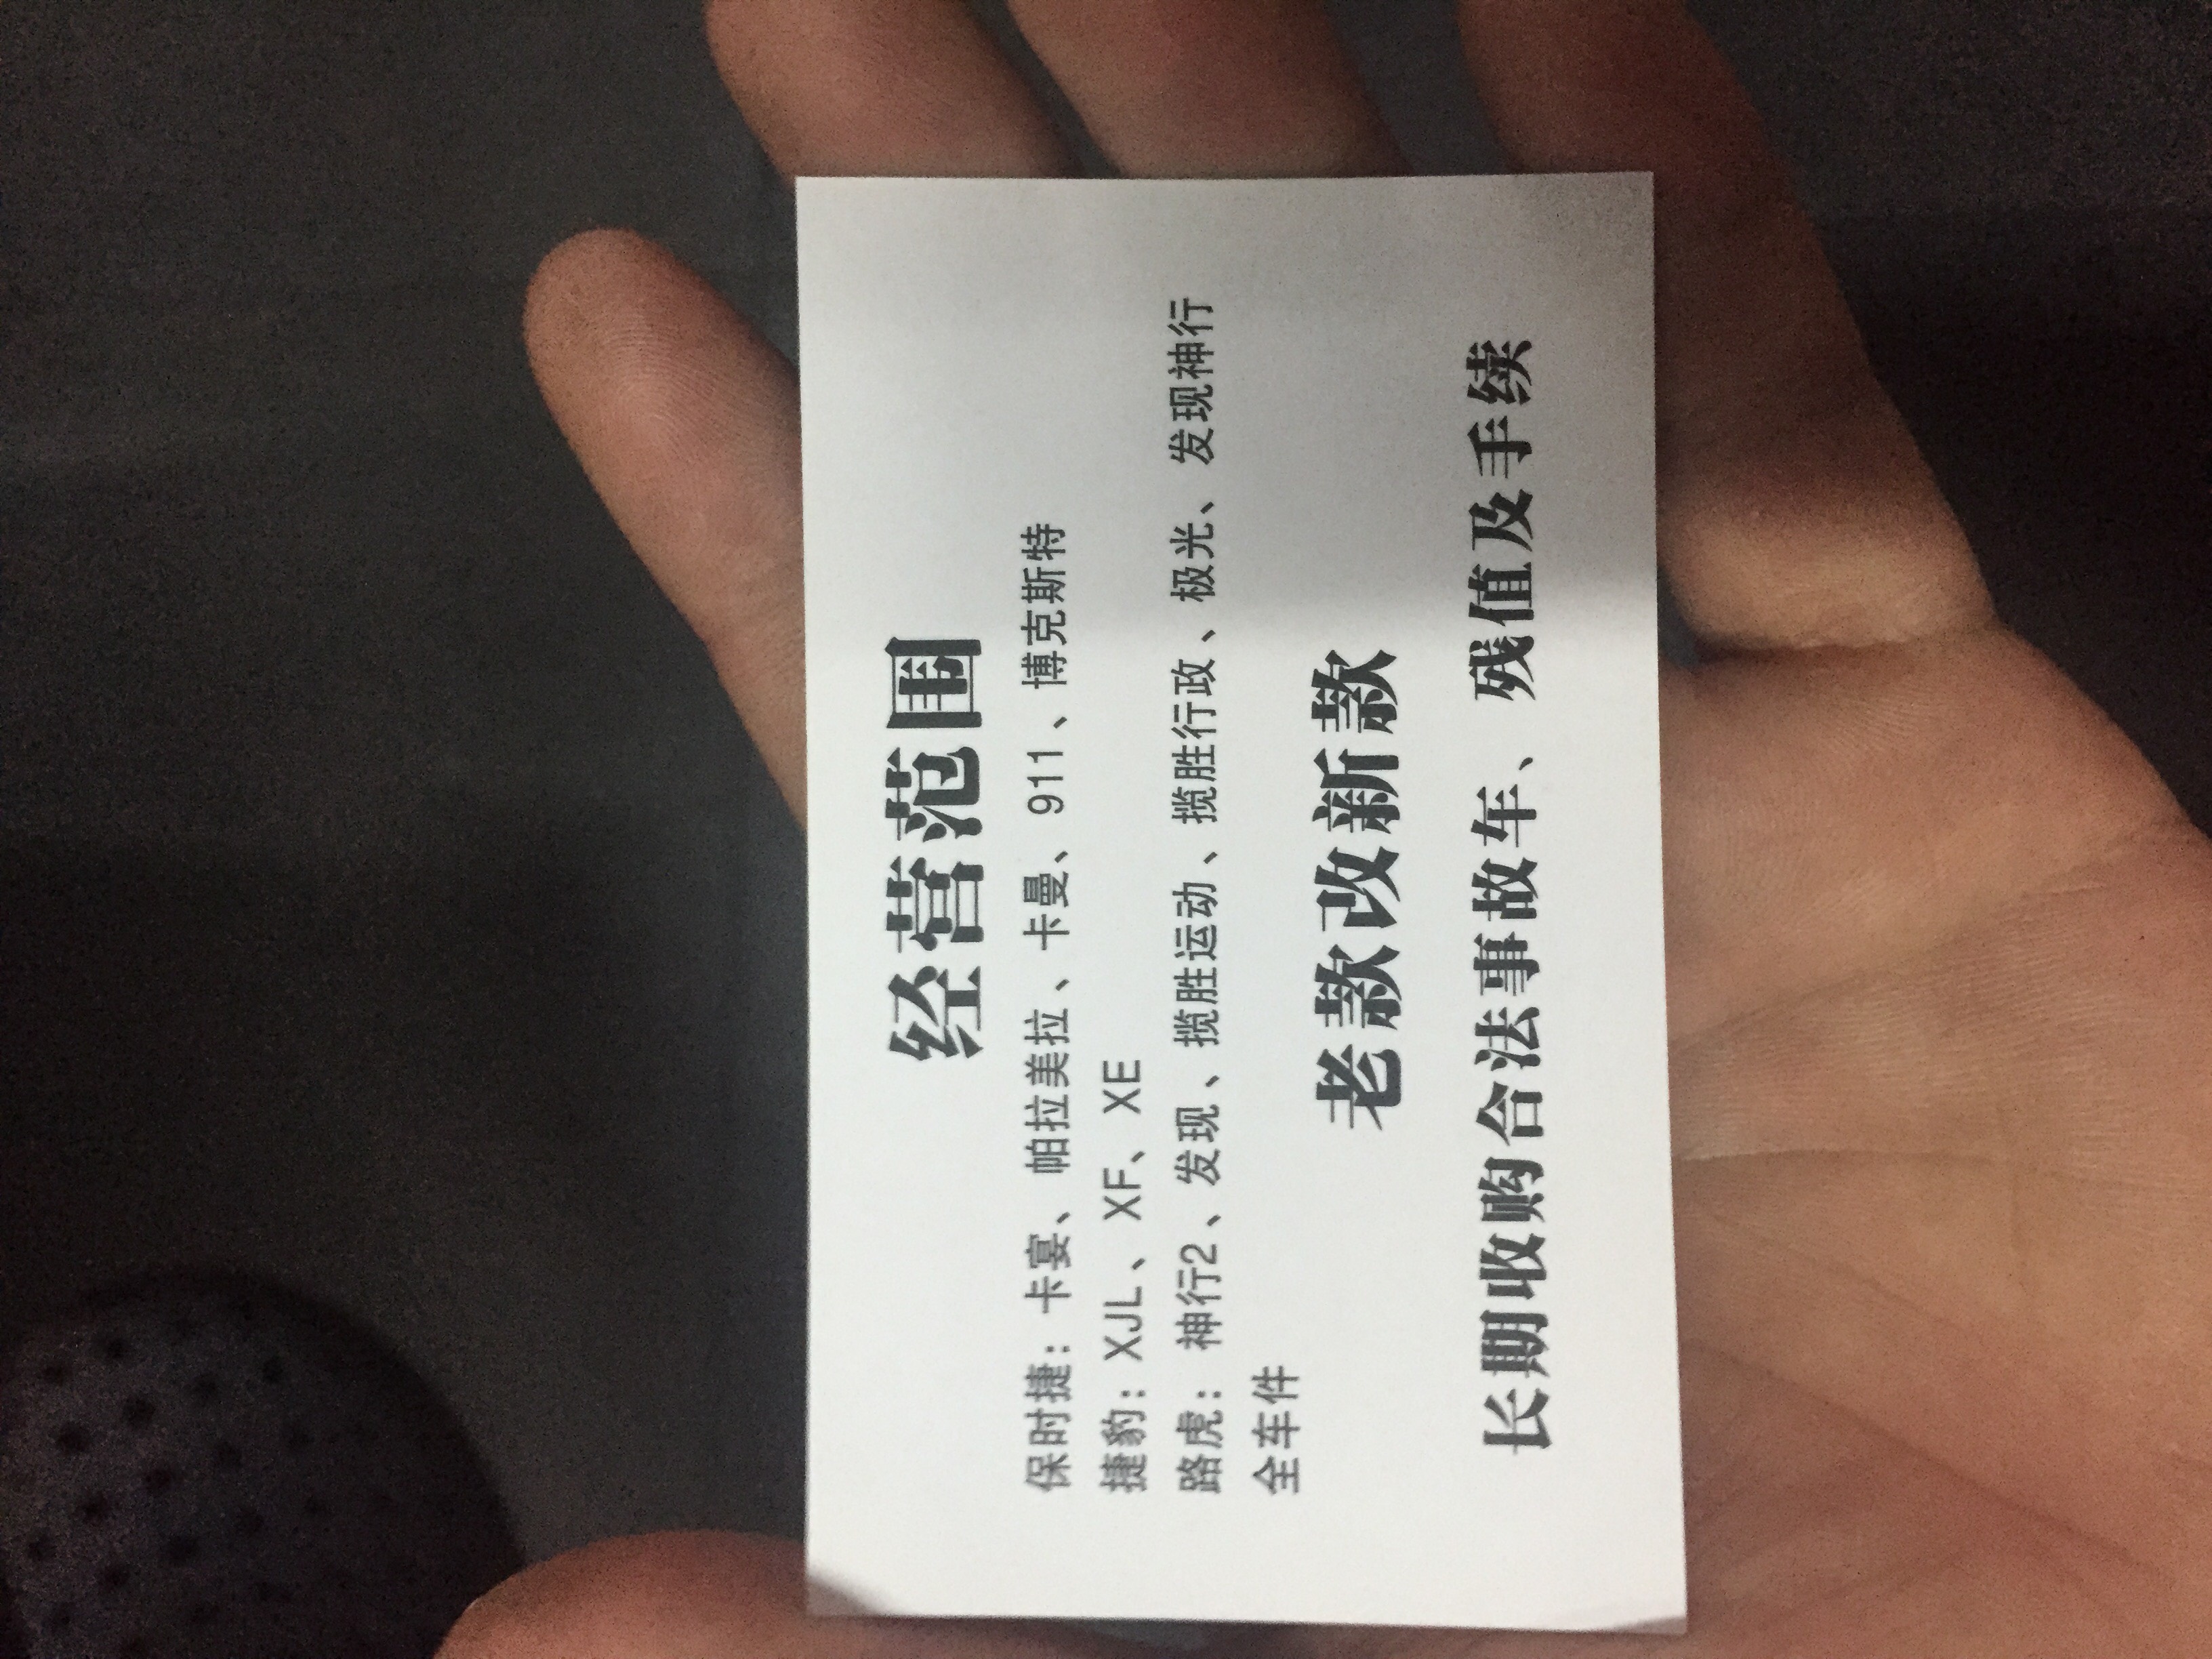 经营范围
保时捷：卡宴、帕拉美拉、卡曼、911、博克斯特
捷豹：XJL、XF、XE
路虎：神行2、发现、揽胜运动、揽胜行政、极光、发现神行
全车件
老款改新款
长期收购合法事故车、残值及手续